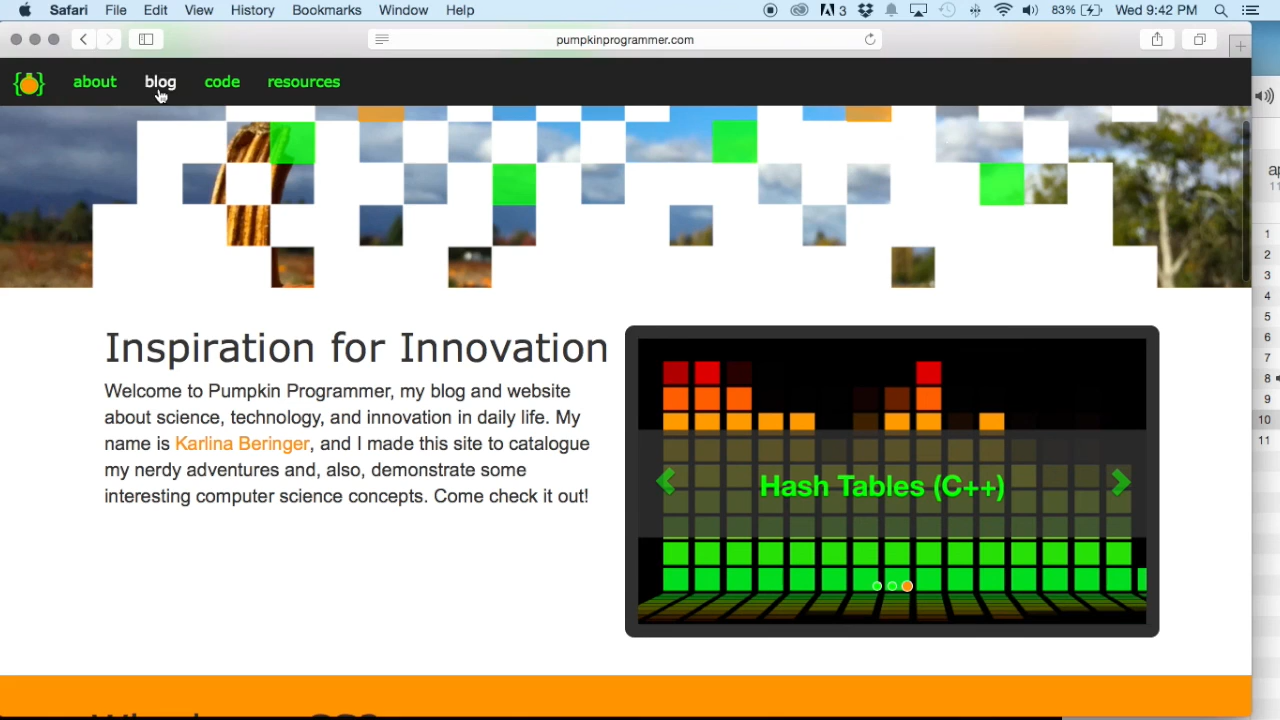 Safari File Edit View History Bookmarks Window Help 3 83% Wed 9:42 PM
pumpkinprogrammer.com
about blog code resources
Inspiration for Innovation
Welcome to Pumpkin Programmer, my blog and website
about science, technology, and innovation in daily life. My
name is Karlina Beringer, and I made this site to catalogue
my nerdy adventures and, also, demonstrate some
interesting computer science concepts. Come check it out!
Hash Tables (C++)
1
2
3
4
5
6
7
8
9
10
11